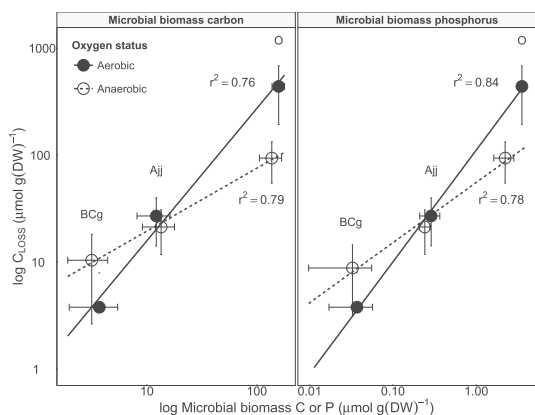 Microbial biomass carbon
Microbial biomass phosphorus
1000
100
10
1
log C_LOSS (μmol g(DW)⁻¹)
Oxygen status
Aerobic
Anaerobic
O
r² = 0.76
Ajj
r² = 0.79
BCg
O
r² = 0.84
Ajj
r² = 0.78
BCg
10
100
0.01
0.10
1.00
log Microbial biomass C or P (μmol g(DW)⁻¹)